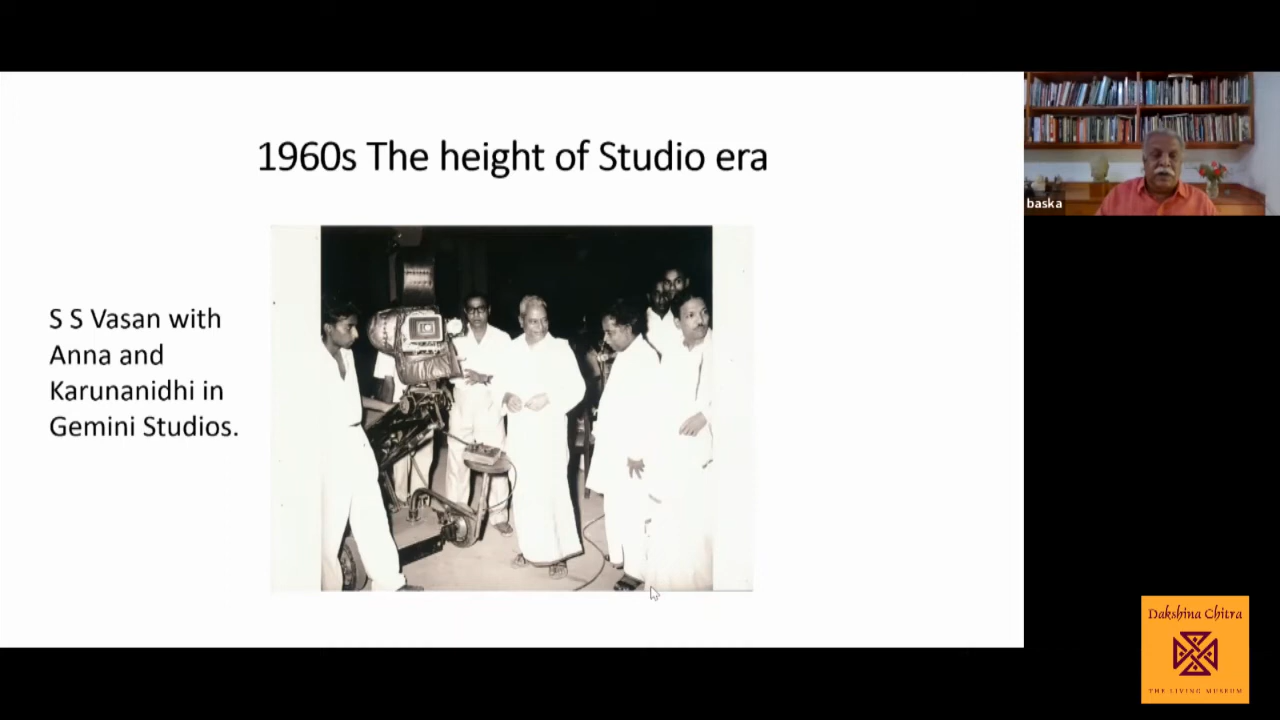 1960s The height of Studio era
S S Vasan with
Anna and
Karunanidhi in
Gemini Studios.
baska
Dakshina Chitra
THE LIVING MUSEUM